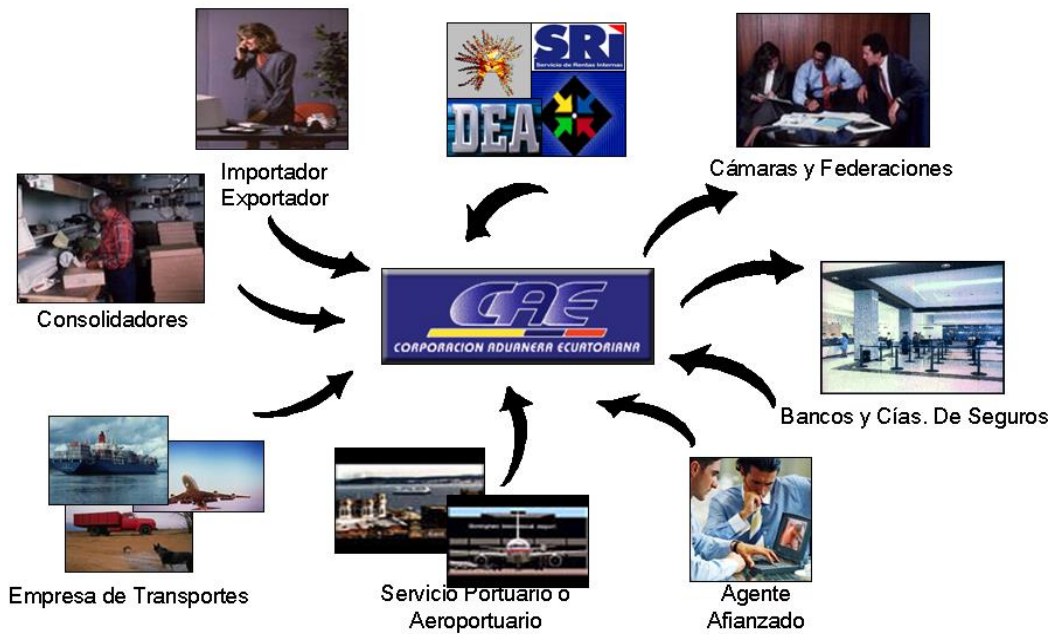 SRi
Servicio de Rentas Internas
DEA
Importador
Exportador
Cámaras y Federaciones
Consolidadores
CAE
CORPORACION ADUANERA ECUATORIANA
Bancos y Cías. De Seguros
Empresa de Transportes
Servicio Portuario o
Aeroportuario
Agente
Afianzado